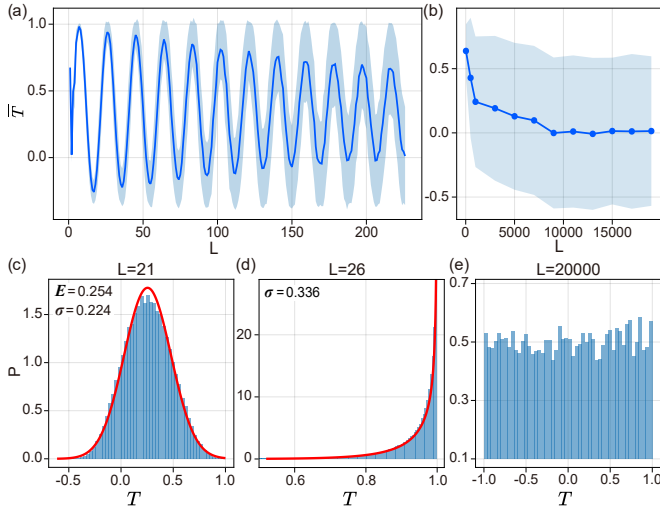 (a)
1.0
0.5
0.0
T
0
50
100
150
200
L
(b)
0.5
0.0
-0.5
0
5000
10000
15000
L
(c)
L=21
E = 0.254
σ = 0.224
1.5
1.0
0.5
0.0
P
-0.5
0.0
0.5
1.0
T
(d)
L=26
σ = 0.336
20
10
0
0.6
0.8
1.0
T
(e)
L=20000
0.7
0.5
0.3
0.1
-1.0
-0.5
0.0
0.5
1.0
T